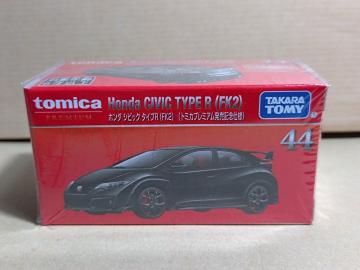 tomica
PREMIUM
Honda CIVIC TYPE R (FK2)
ホンダ シビック タイプR (FK2) (トミカプレミアム発売記念仕様)
TAKARA
TOMY
44